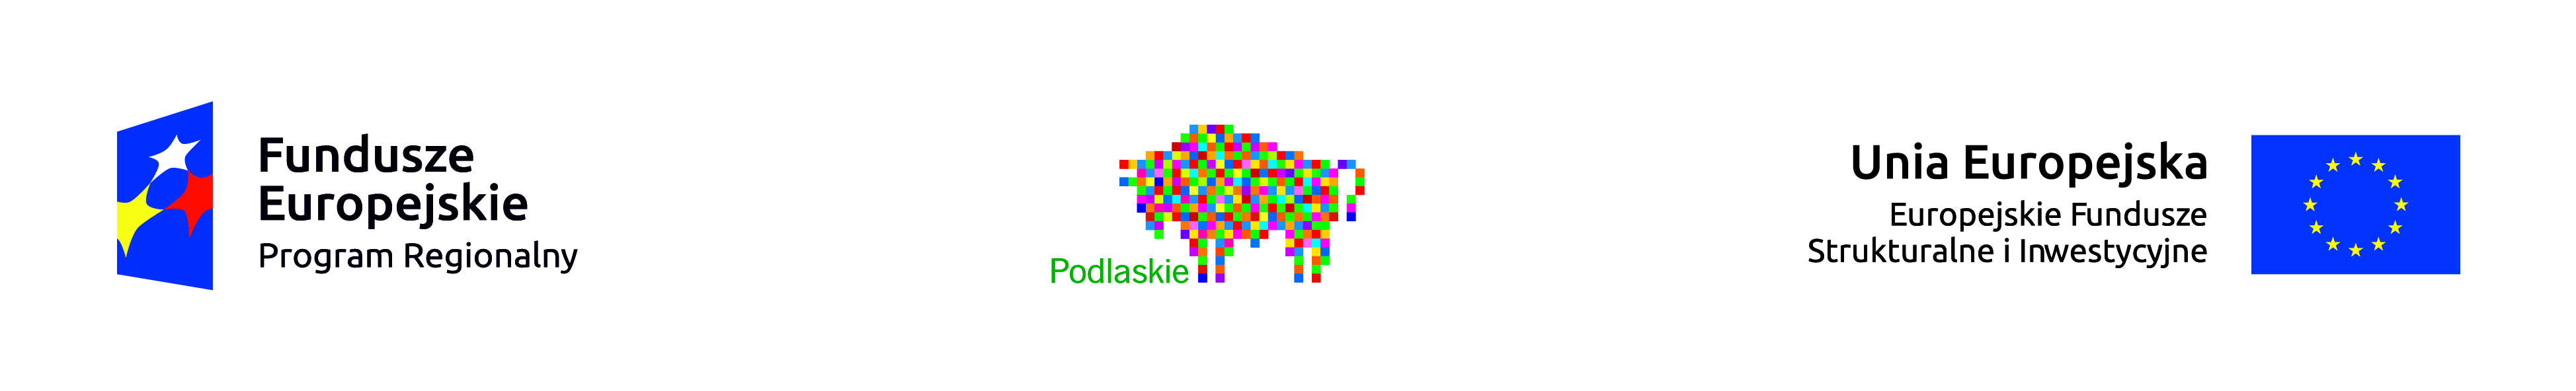 Fundusze
Europejskie
Program Regionalny
Podlaskie
Unia Europejska
Europejskie Fundusze
Strukturalne i Inwestycyjne